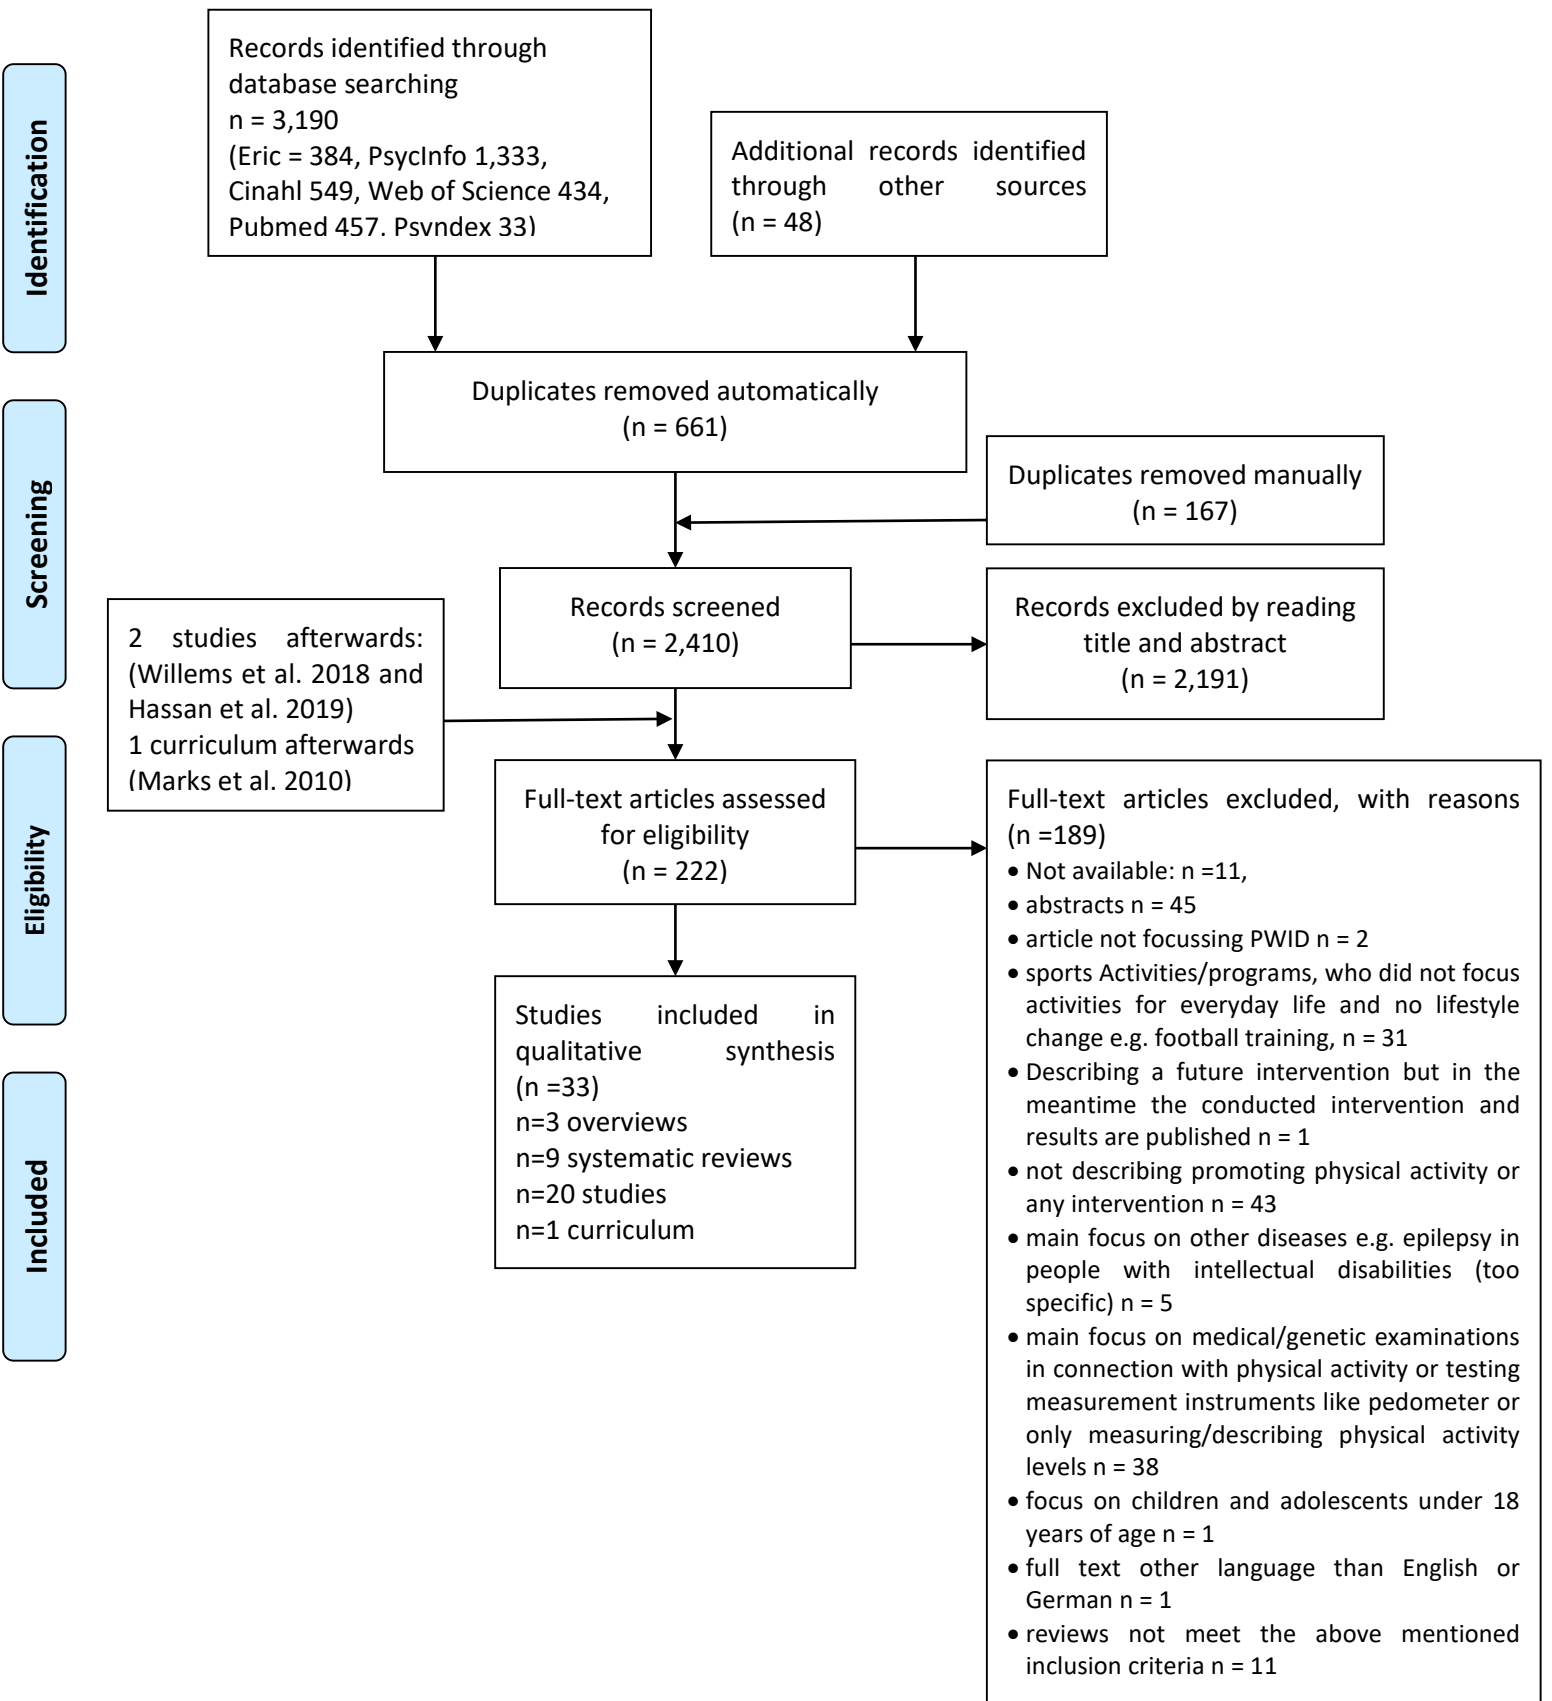 Identification
Records identified through
database searching
n = 3,190
(Eric = 384, PsycInfo 1,333,
Cinahl 549, Web of Science 434,
Pubmed 457, Psyndex 33)
Additional records identified
through other sources
(n = 48)
Duplicates removed automatically
(n = 661)
Screening
Duplicates removed manually
(n = 167)
Records screened
(n = 2,410)
Records excluded by reading
title and abstract
(n = 2,191)
2 studies afterwards:
(Willems et al. 2018 and
Hassan et al. 2019)
1 curriculum afterwards
(Marks et al. 2010)
Eligibility
Full-text articles assessed
for eligibility
(n = 222)
Full-text articles excluded, with reasons
(n =189)
• Not available: n =11,
• abstracts n = 45
• article not focussing PWID n = 2
• sports Activities/programs, who did not focus
activities for everyday life and no lifestyle
change e.g. football training, n = 31
• Describing a future intervention but in the
meantime the conducted intervention and
results are published n = 1
• not describing promoting physical activity or
any intervention n = 43
• main focus on other diseases e.g. epilepsy in
people with intellectual disabilities (too
specific) n = 5
• main focus on medical/genetic examinations
in connection with physical activity or testing
measurement instruments like pedometer or
only measuring/describing physical activity
levels n = 38
• focus on children and adolescents under 18
years of age n = 1
• full text other language than English or
German n = 1
• reviews not meet the above mentioned
inclusion criteria n = 11
Included
Studies included in
qualitative synthesis
(n =33)
n=3 overviews
n=9 systematic reviews
n=20 studies
n=1 curriculum